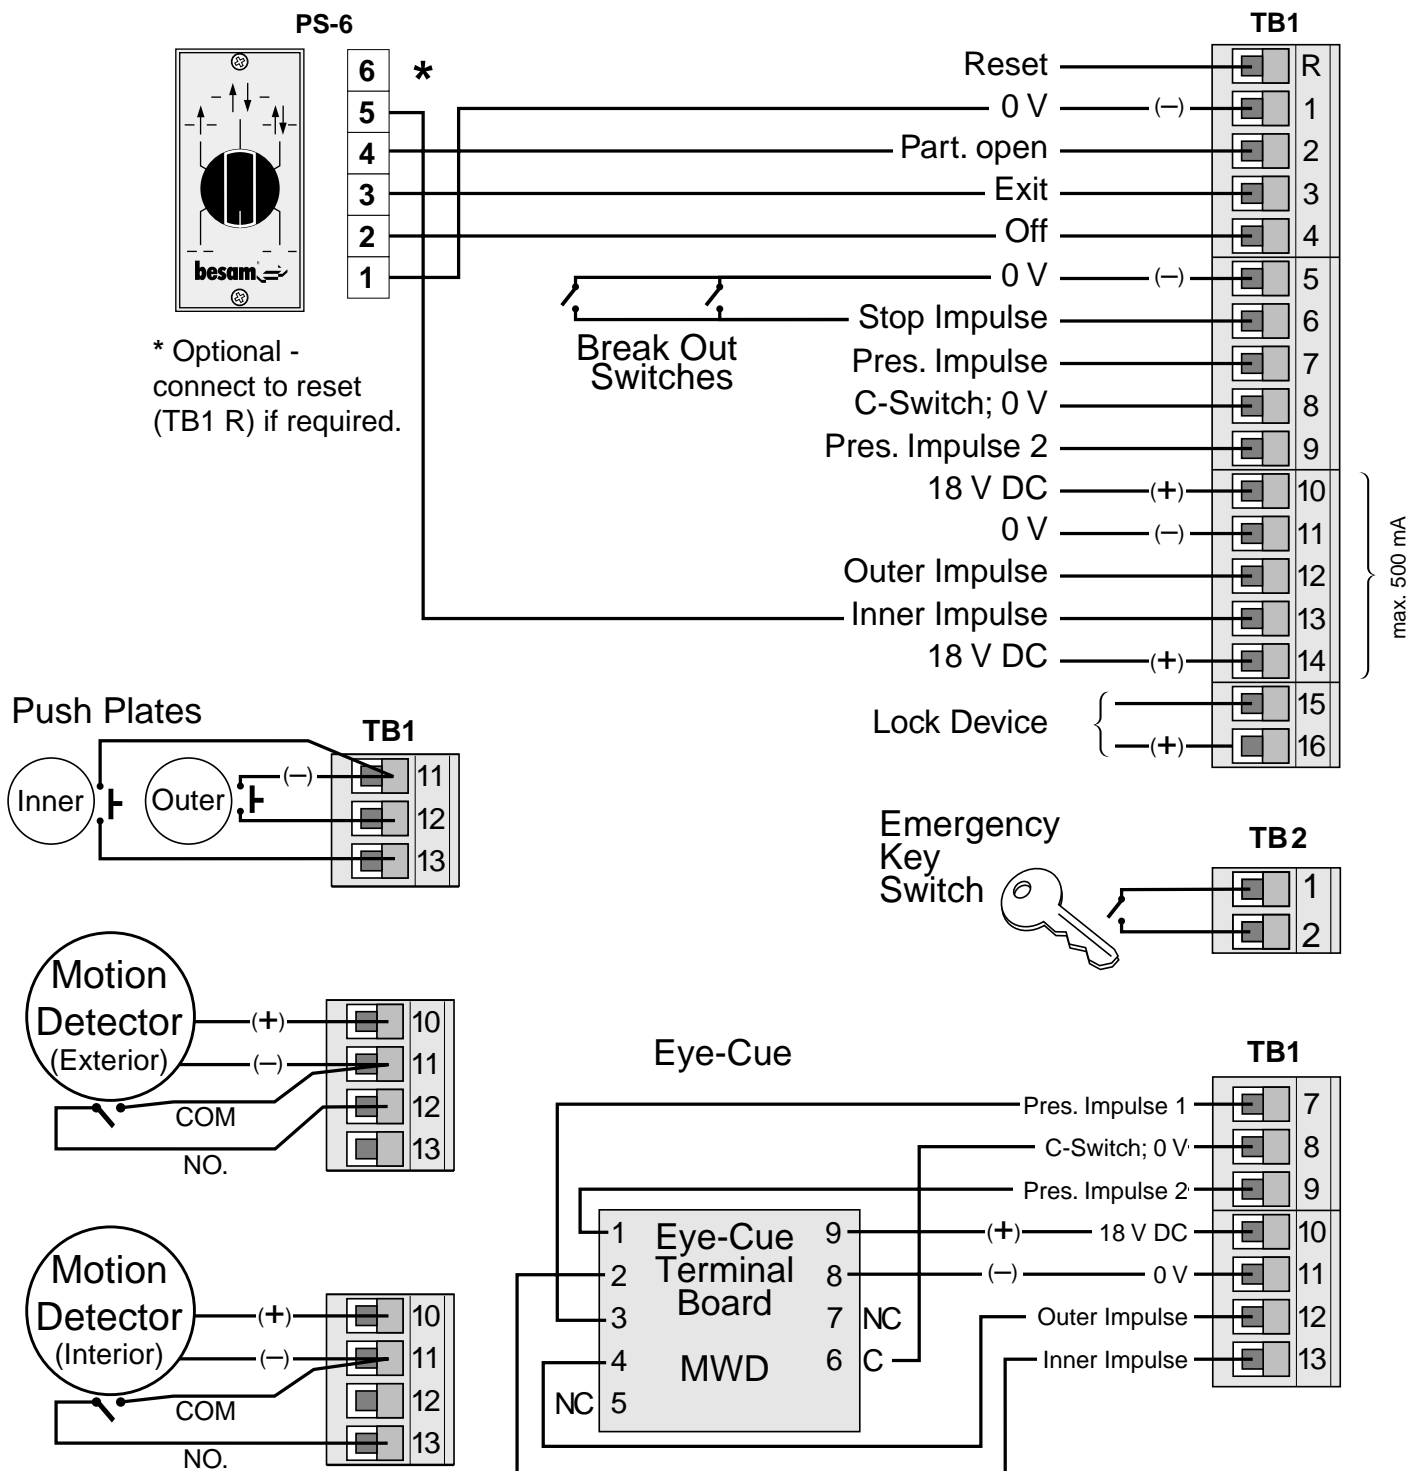 PS-6
6 *
5
4
3
2
1
besam
* Optional -
connect to reset
(TB1 R) if required.
TB1
Reset R
0 V (−) 1
Part. open 2
Exit 3
Off 4
0 V (−) 5
Stop Impulse 6
Pres. Impulse 7
C-Switch; 0 V 8
Pres. Impulse 2 9
18 V DC (+) 10
0 V (−) 11
Outer Impulse 12
Inner Impulse 13
18 V DC (+) 14
15
Lock Device
(+) 16
max. 500 mA
Break Out
Switches
Push Plates
TB1
Inner
Outer
(−) 11
12
13
Emergency
Key
Switch
TB2
1
2
Motion
Detector
(Exterior)
(+) 10
(−) 11
12
COM
13
NO.
Motion
Detector
(Interior)
(+) 10
(−) 11
12
COM
13
NO.
Eye-Cue
TB1
Pres. Impulse 1 7
C-Switch; 0 V 8
Pres. Impulse 2 9
(+) 18 V DC 10
(−) 0 V 11
Outer Impulse 12
Inner Impulse 13
Eye-Cue
Terminal
Board
MWD
1
2
3
4
NC 5
9
8
7 NC
6 C